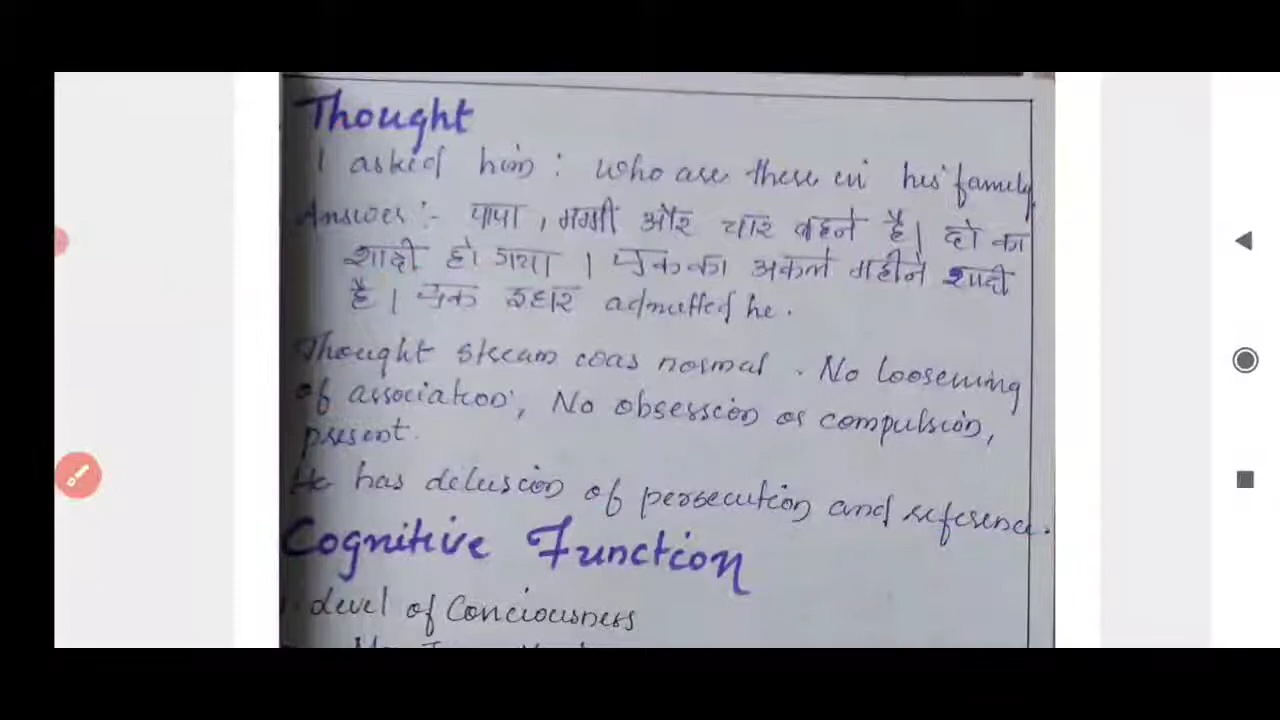 Thought
I asked him : who are there in his family
Answer :- पापा , मम्मी और चार बहने है । दो का
शादी हो गया । एक का अगले महीने शादी
है । एक इहार admitted he .
Thought stream was normal . No loosening
of association , No obsession or compulsion ,
present .
He has delusion of persecution and reference .
Cognitive Function
1. Level of Conciousness